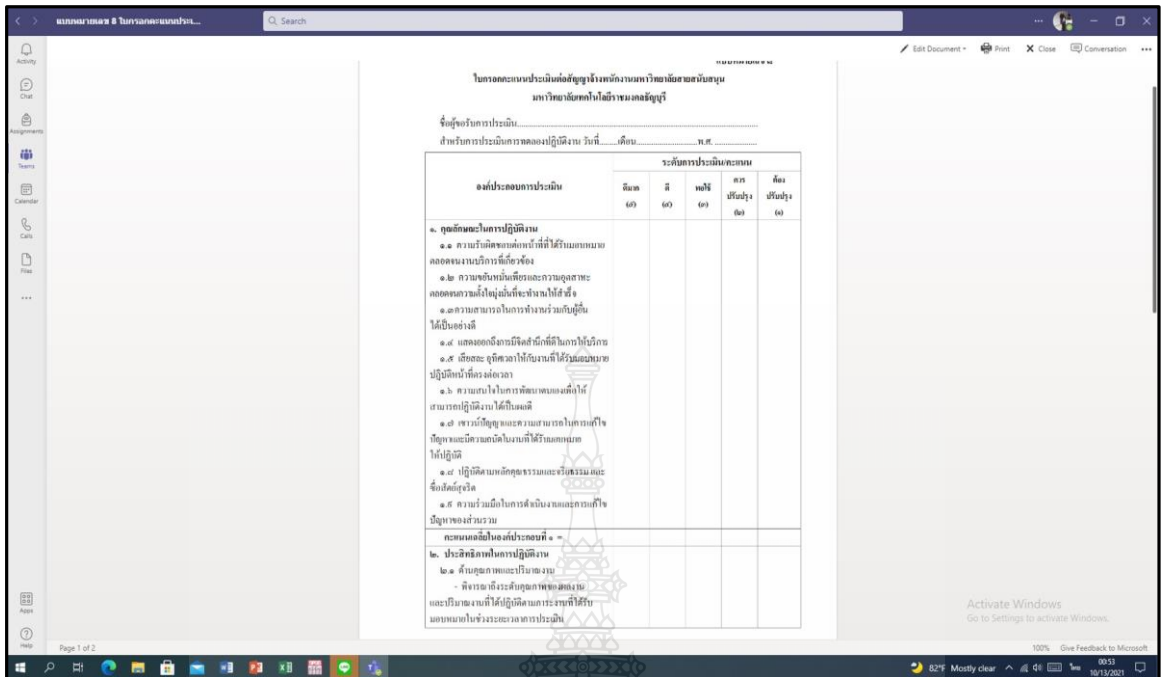 แบบหมายเลข 8 ใบกรอกคะแนนประเ...
Search
Activity
Chat
Assignments
Teams
Calendar
Calls
Files
Apps
Help
Edit Document
Print
Close
Conversation
ใบกรอกคะแนนประเมินต่อสัญญาจ้างพนักงานมหาวิทยาลัยสายสนับสนุน
มหาวิทยาลัยเทคโนโลยีราชมงคลธัญบุรี
ชื่อผู้ขอรับการประเมิน
สำหรับการประเมินการทดลองปฏิบัติงาน วันที่........เดือน.............................พ.ศ. ....................
องค์ประกอบการประเมิน
ระดับการประเมิน/คะแนน
ดีมาก
(๕)
ดี
(๔)
พอใช้
(๓)
ควร
ปรับปรุง
(๒)
ต้อง
ปรับปรุง
(๑)
๑. คุณลักษณะในการปฏิบัติงาน
๑.๑ ความรับผิดชอบต่อหน้าที่ที่ได้รับมอบหมาย
ตลอดจนงานบริการที่เกี่ยวข้อง
๑.๒ ความขยันหมั่นเพียรและความอุตสาหะ
ตลอดจนความตั้งใจมุ่งมั่นที่จะทำงานให้สำเร็จ
๑.๓ความสามารถในการทำงานร่วมกับผู้อื่น
ได้เป็นอย่างดี
๑.๔ แสดงออกถึงการมีจิตสำนึกที่ดีในการให้บริการ
๑.๕ เสียสละ อุทิศเวลาให้กับงานที่ได้รับมอบหมาย
ปฏิบัติหน้าที่ตรงต่อเวลา
๑.๖ ความสนใจในการพัฒนาตนเองเพื่อให้
สามารถปฏิบัติงานได้เป็นผลดี
๑.๗ เชาวน์ปัญญาและความสามารถในการแก้ไข
ปัญหาและมีความถนัดในงานที่ได้รับมอบหมาย
ให้ปฏิบัติ
๑.๘ ปฏิบัติตามหลักคุณธรรมและจริยธรรม และ
ซื่อสัตย์สุจริต
๑.๙ ความร่วมมือในการดำเนินงานและการแก้ไข
ปัญหาของส่วนรวม
คะแนนเฉลี่ยในองค์ประกอบที่ ๑ =
๒. ประสิทธิภาพในการปฏิบัติงาน
๒.๑ ด้านคุณภาพและปริมาณงาน
- พิจารณาถึงระดับคุณภาพของผลงาน
และปริมาณงานที่ได้ปฏิบัติตามภาระงานที่ได้รับ
มอบหมายในช่วงระยะเวลาการประเมิน
Activate Windows
Go to Settings to activate Windows.
Page 1 of 2
100% Give Feedback to Microsoft
82°F Mostly clear
ไทย
00:53
10/13/2021